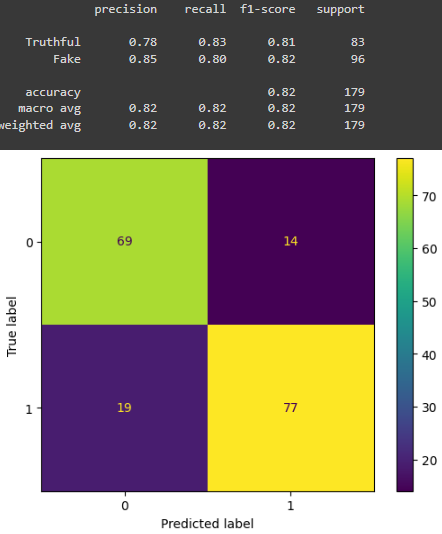 precision recall f1-score support
Truthful 0.78 0.83 0.81 83
Fake 0.85 0.80 0.82 96
accuracy 0.82 179
macro avg 0.82 0.82 0.82 179
weighted avg 0.82 0.82 0.82 179
0 69 14 70
60
50
True label
40
1 19 77 30
20
0 1
Predicted label